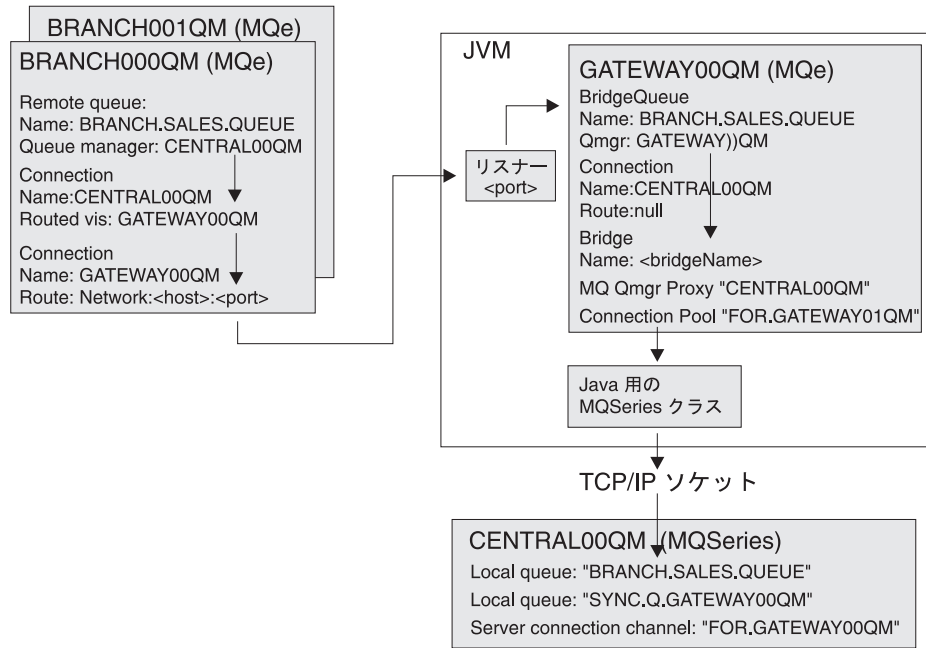 BRANCH001QM (MQe)
BRANCH000QM (MQe)
Remote queue:
Name: BRANCH.SALES.QUEUE
Queue manager: CENTRAL00QM
Connection
Name:CENTRAL00QM
Routed vis: GATEWAY00QM
Connection
Name: GATEWAY00QM
Route: Network:<host>:<port>
JVM
リスナー
<port>
GATEWAY00QM (MQe)
BridgeQueue
Name: BRANCH.SALES.QUEUE
Qmgr: GATEWAY))QM
Connection
Name:CENTRAL00QM
Route:null
Bridge
Name: <bridgeName>
MQ Qmgr Proxy "CENTRAL00QM"
Connection Pool "FOR.GATEWAY01QM"
Java 用の
MQSeries クラス
TCP/IP ソケット
CENTRAL00QM (MQSeries)
Local queue: "BRANCH.SALES.QUEUE"
Local queue: "SYNC.Q.GATEWAY00QM"
Server connection channel: "FOR.GATEWAY00QM"